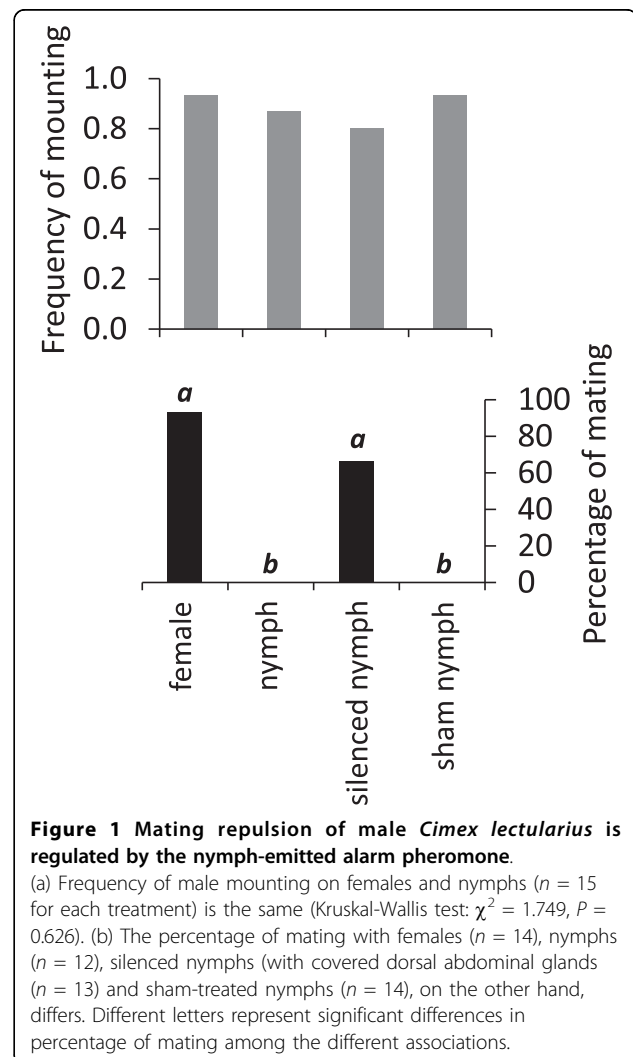 Frequency of mounting
1.0
0.8
0.6
0.4
0.2
0.0
a
b
a
b
100
80
60
40
20
0
Percentage of mating
female
nymph
silenced nymph
sham nymph
Figure 1 Mating repulsion of male Cimex lectularius is
regulated by the nymph-emitted alarm pheromone.
(a) Frequency of male mounting on females and nymphs (n = 15
for each treatment) is the same (Kruskal-Wallis test: χ² = 1.749, P =
0.626). (b) The percentage of mating with females (n = 14), nymphs
(n = 12), silenced nymphs (with covered dorsal abdominal glands
(n = 13) and sham-treated nymphs (n = 14), on the other hand,
differs. Different letters represent significant differences in
percentage of mating among the different associations.